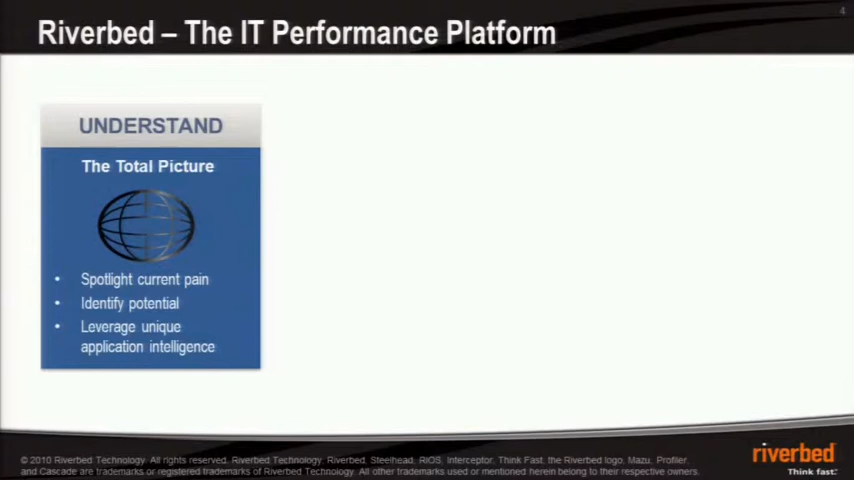 4
Riverbed – The IT Performance Platform
UNDERSTAND
The Total Picture
• Spotlight current pain
• Identify potential
• Leverage unique
application intelligence
© 2010 Riverbed Technology. All rights reserved. Riverbed Technology, Riverbed, Steelhead, RiOS, Interceptor, Think Fast, the Riverbed logo, Mazu, Profiler,
and Cascade are trademarks or registered trademarks of Riverbed Technology. All other trademarks used or mentioned herein belong to their respective owners.
riverbed
Think fast.™